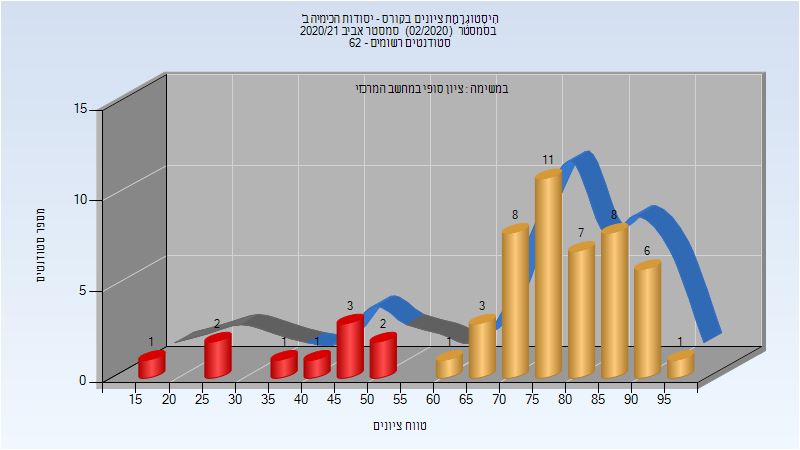 היסטוגרמת ציונים בקורס - יסודות הכימיה ב'
בסמסטר (02/2020) סמסטר אביב 2020/21
סטודנטים רשומים - 62
במשימה : ציון סופי במחשב המרכזי
מספר סטודנטים
15
10
5
0
1
2
1
1
3
2
1
3
8
11
7
8
6
1
15 20 25 30 35 40 45 50 55 60 65 70 75 80 85 90 95
טווח ציונים